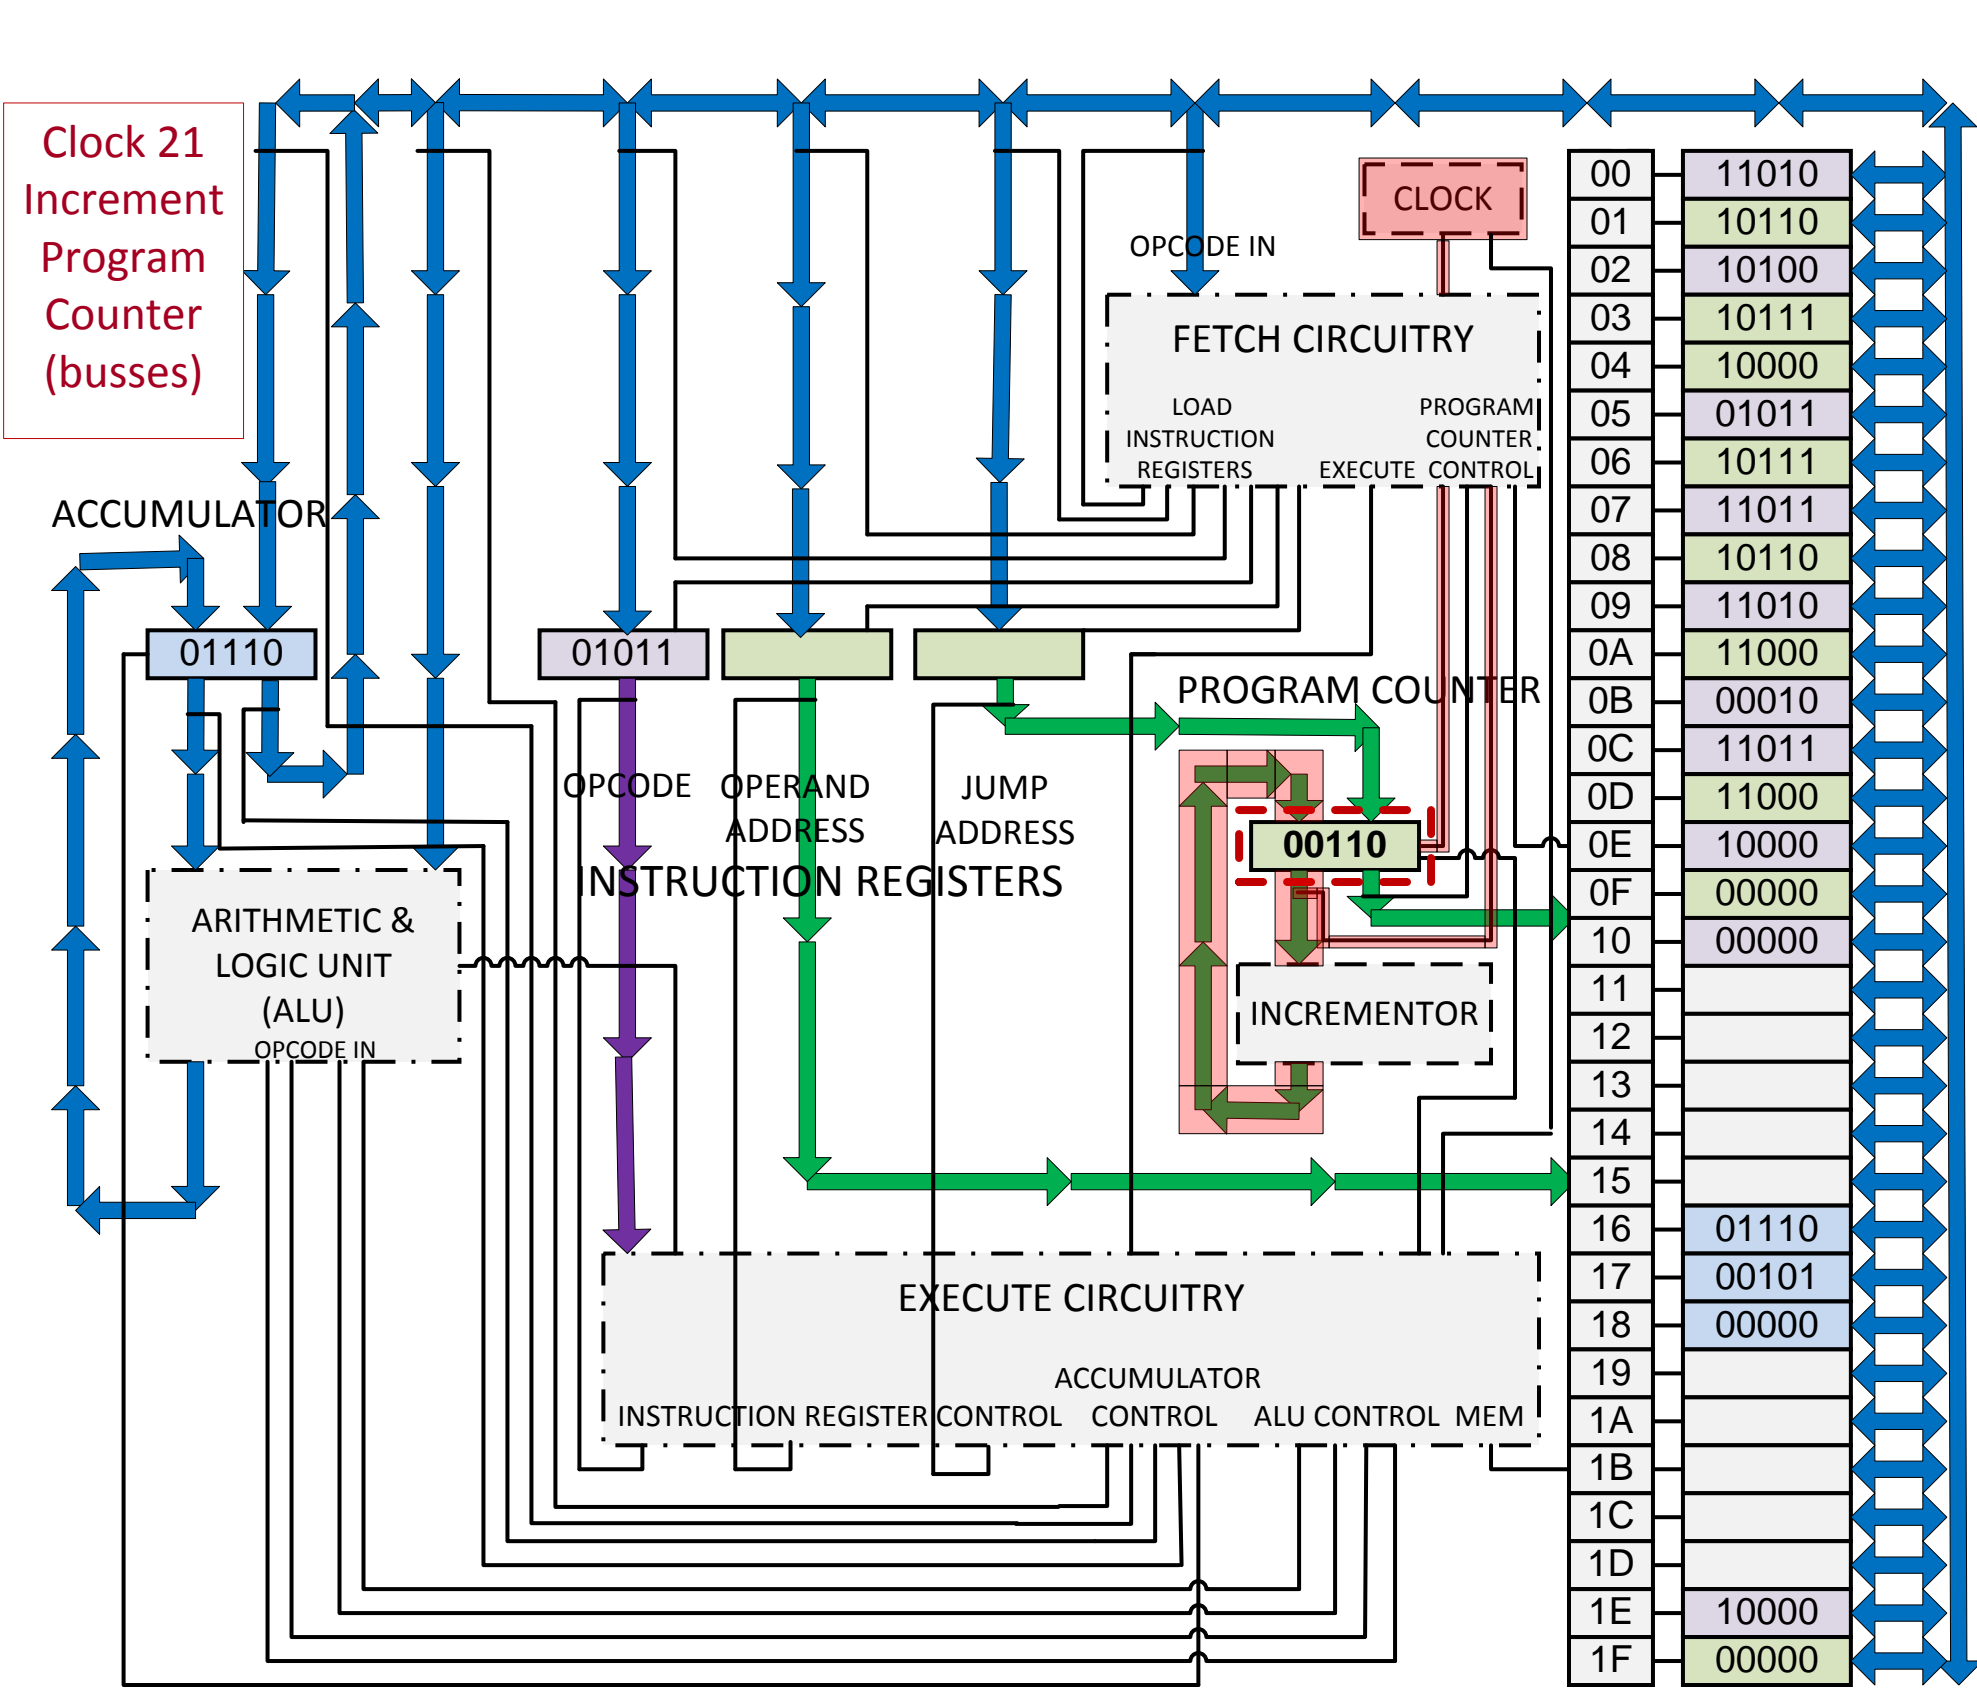 Clock 21
Increment
Program
Counter
(busses)
CLOCK
OPCODE IN
FETCH CIRCUITRY
LOAD
INSTRUCTION
REGISTERS
EXECUTE
PROGRAM
COUNTER
CONTROL
ACCUMULATOR
01110
01011
PROGRAM COUNTER
OPCODE
OPERAND
ADDRESS
JUMP
ADDRESS
INSTRUCTION REGISTERS
00110
ARITHMETIC &
LOGIC UNIT
(ALU)
OPCODE IN
INCREMENTOR
EXECUTE CIRCUITRY
INSTRUCTION REGISTER CONTROL
ACCUMULATOR
CONTROL
ALU CONTROL
MEM
00 11010
01 10110
02 10100
03 10111
04 10000
05 01011
06 10111
07 11011
08 10110
09 11010
0A 11000
0B 00010
0C 11011
0D 11000
0E 10000
0F 00000
10 00000
11
12
13
14
15
16 01110
17 00101
18 00000
19
1A
1B
1C
1D
1E 10000
1F 00000